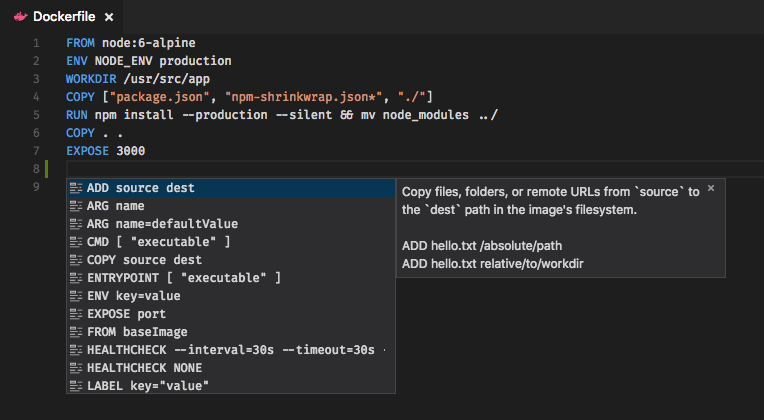 Dockerfile ×
1 FROM node:6-alpine
2 ENV NODE_ENV production
3 WORKDIR /usr/src/app
4 COPY ["package.json", "npm-shrinkwrap.json*", "./"]
5 RUN npm install --production --silent && mv node_modules ../
6 COPY . .
7 EXPOSE 3000
8
9
ADD source dest
ARG name
ARG name=defaultValue
CMD [ "executable" ]
COPY source dest
ENTRYPOINT [ "executable" ]
ENV key=value
EXPOSE port
FROM baseImage
HEALTHCHECK --interval=30s --timeout=30s -
HEALTHCHECK NONE
LABEL key="value"
Copy files, folders, or remote URLs from `source` to ×
the `dest` path in the image's filesystem.
ADD hello.txt /absolute/path
ADD hello.txt relative/to/workdir